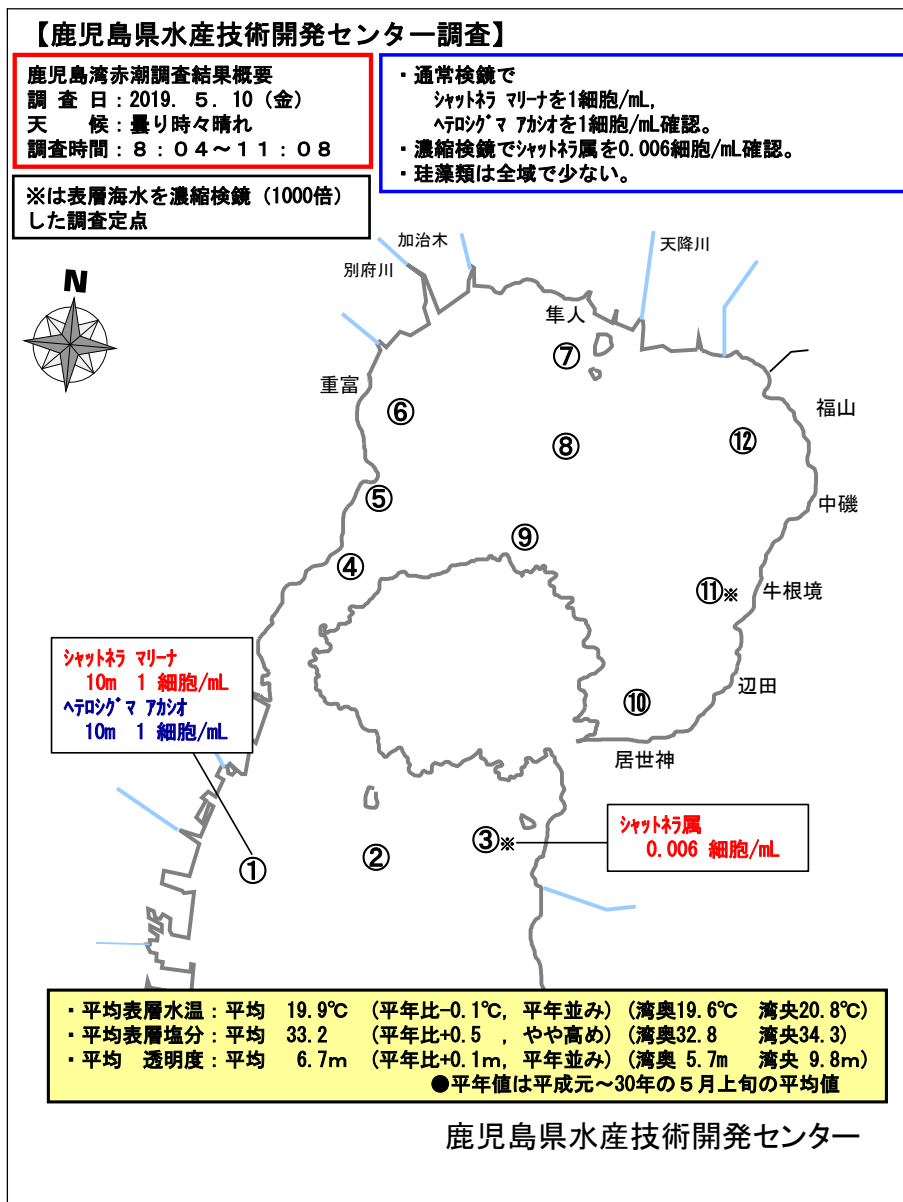 【鹿児島県水産技術開発センター調査】
鹿児島湾赤潮調査結果概要
調 査 日：2019. 5. 10（金）
天　　候：曇り時々晴れ
調査時間：８：０４～１１：０８
・通常検鏡で
ｼｬｯﾄﾈﾗ ﾏﾘｰﾅを1細胞/mL,
ﾍﾃﾛｼｸﾞﾏ ｱｶｼｵを1細胞/mL確認。
・濃縮検鏡でｼｬｯﾄﾈﾗ属を0.006細胞/mL確認。
・珪藻類は全域で少ない。
※は表層海水を濃縮検鏡（1000倍）
した調査定点
加治木
天降川
別府川
N
隼人
⑦
重富
⑥
福山
⑧
⑫
⑤
中磯
⑨
④
⑪※
牛根境
ｼｬｯﾄﾈﾗ ﾏﾘｰﾅ
10m 1 細胞/mL
ﾍﾃﾛｼｸﾞﾏ ｱｶｼｵ
10m 1 細胞/mL
辺田
⑩
居世神
ｼｬｯﾄﾈﾗ属
0.006 細胞/mL
③※
②
①
・平均表層水温：平均　19.9℃　（平年比-0.1℃, 平年並み）（湾奥19.6℃　湾央20.8℃）
・平均表層塩分：平均　33.2　（平年比+0.5　, やや高め）（湾奥32.8　湾央34.3）
・平均　透明度：平均　6.7ｍ　（平年比+0.1ｍ, 平年並み）（湾奥 5.7m　湾央 9.8ｍ）
●平年値は平成元～30年の５月上旬の平均値
鹿児島県水産技術開発センター